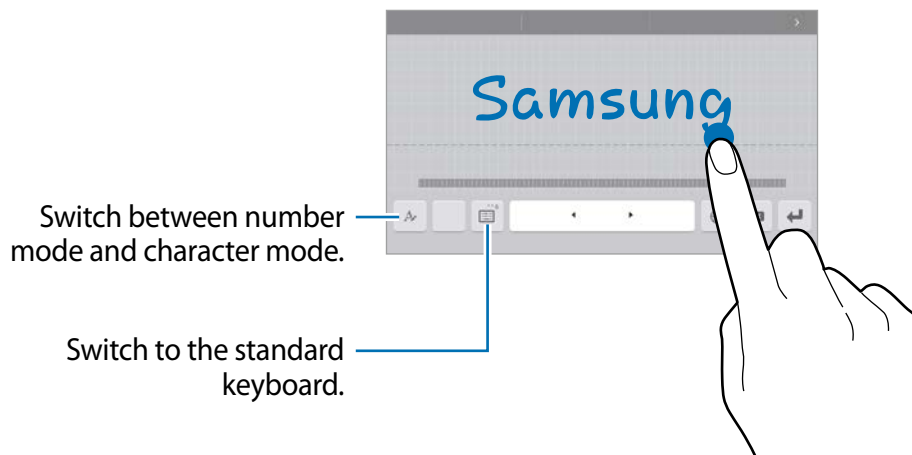 Samsung
Switch between number
mode and character mode.
Switch to the standard
keyboard.